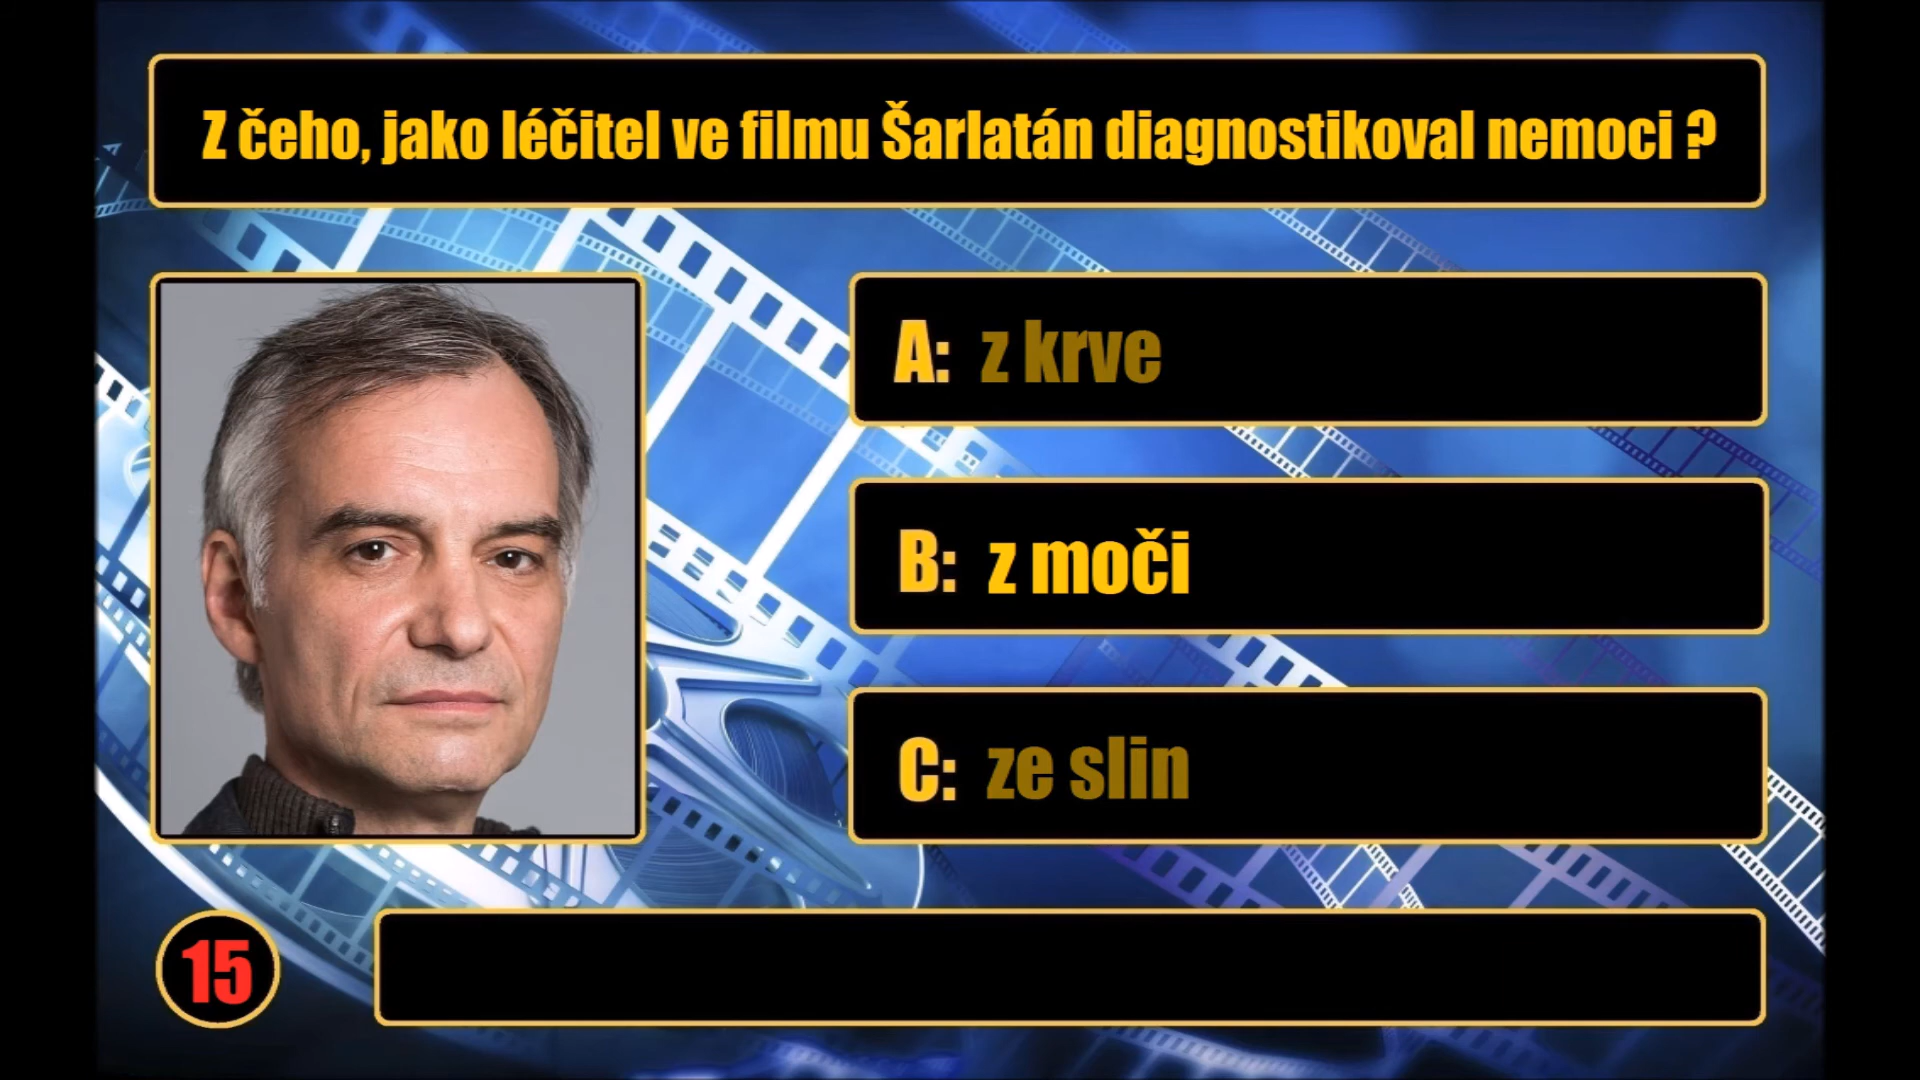 Z čeho, jako léčitel ve filmu Šarlatán diagnostikoval nemoci ?
A: z krve
B: z moči
C: ze slin
15